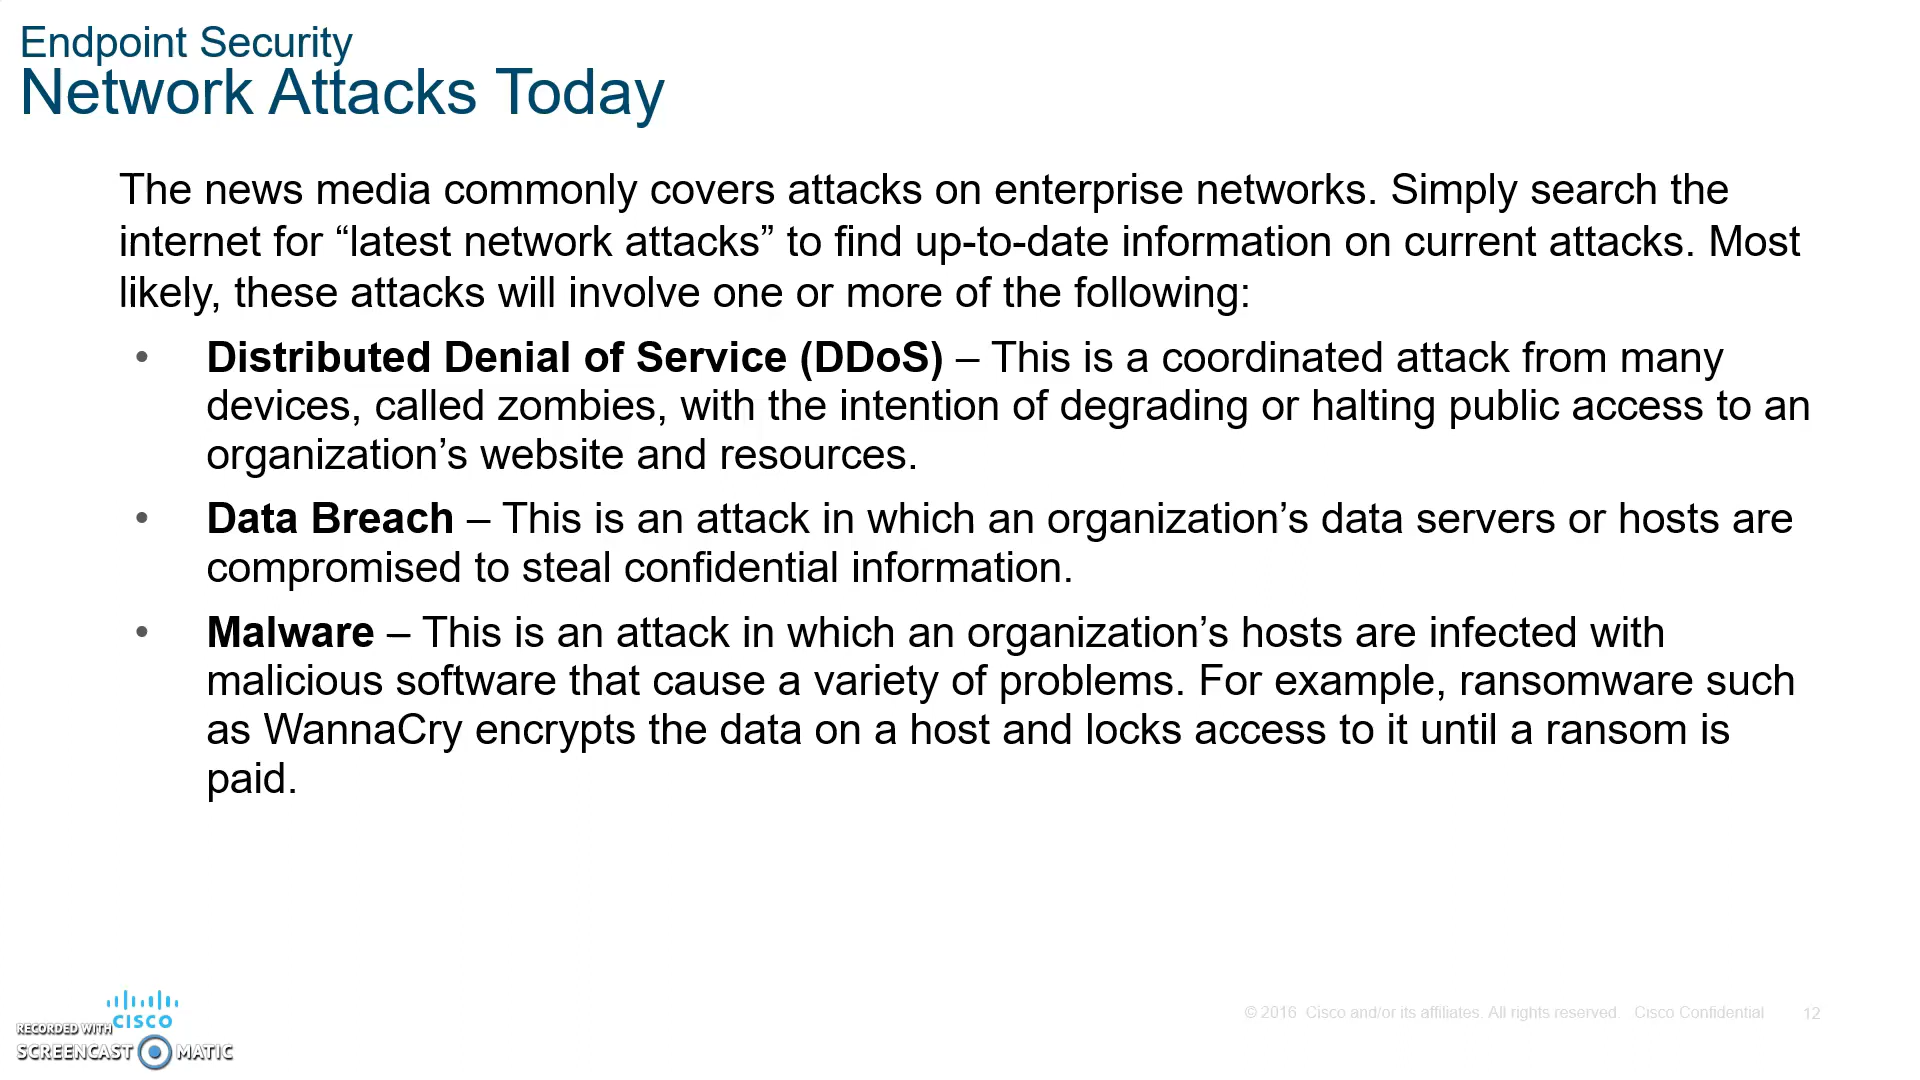 Endpoint Security
Network Attacks Today
The news media commonly covers attacks on enterprise networks. Simply search the
internet for “latest network attacks” to find up-to-date information on current attacks. Most
likely, these attacks will involve one or more of the following:
• Distributed Denial of Service (DDoS) – This is a coordinated attack from many
devices, called zombies, with the intention of degrading or halting public access to an
organization’s website and resources.
• Data Breach – This is an attack in which an organization’s data servers or hosts are
compromised to steal confidential information.
• Malware – This is an attack in which an organization’s hosts are infected with
malicious software that cause a variety of problems. For example, ransomware such
as WannaCry encrypts the data on a host and locks access to it until a ransom is
paid.
CISCO
RECORDED WITH
SCREENCAST MATIC
© 2016 Cisco and/or its affiliates. All rights reserved. Cisco Confidential 12